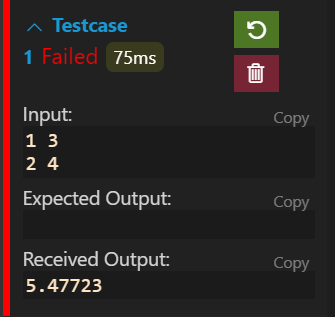 Testcase
1 Failed 75ms
Input: Copy
1 3
2 4
Expected Output: Copy
Received Output: Copy
5.47723